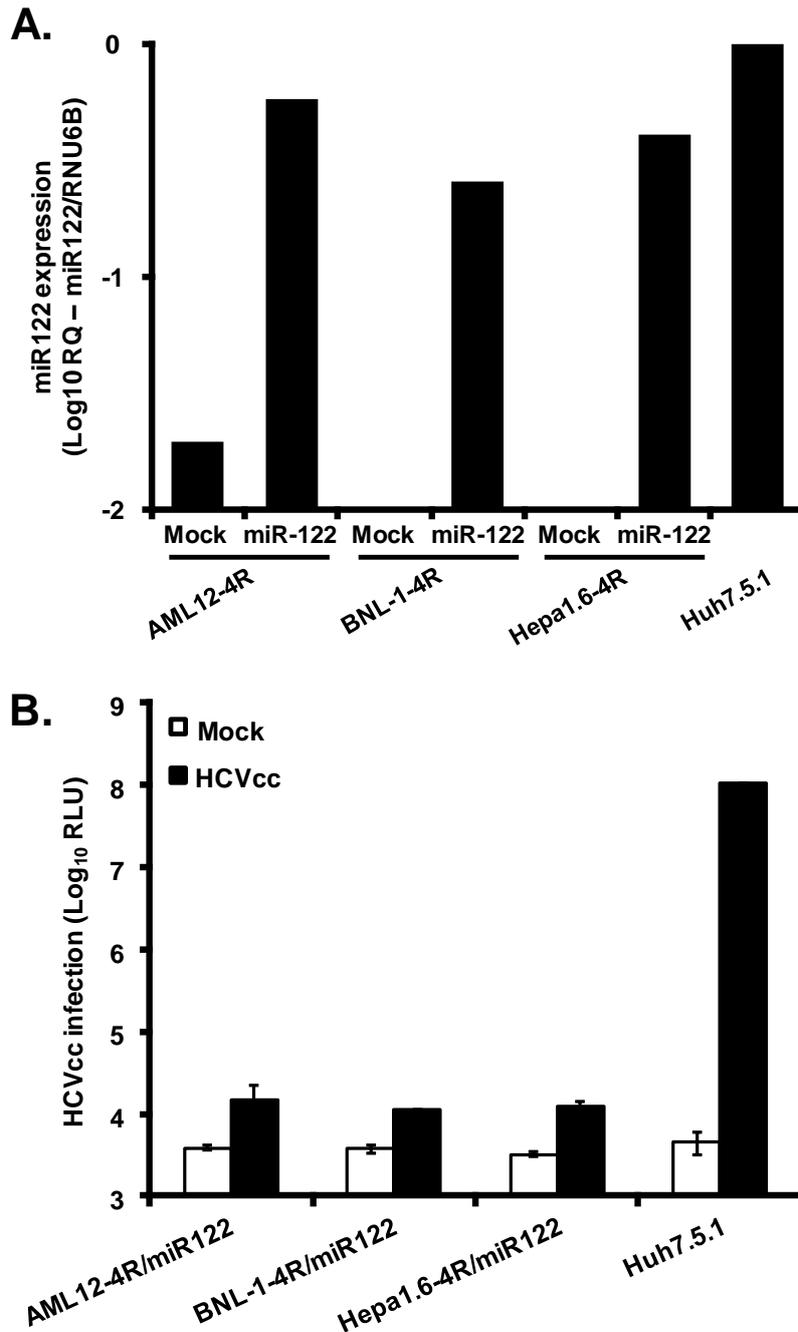 A.
miR122 expression
(Log10 RQ – miR122/RNU6B)
0
-1
-2
Mock miR-122 Mock miR-122 Mock miR-122
AML12-4R BNL-1-4R Hepa1.6-4R Huh7.5.1
B.
HCVcc infection (Log10 RLU)
9
8
7
6
5
4
3
Mock
HCVcc
AML12-4R/miR122 BNL-1-4R/miR122 Hepa1.6-4R/miR122 Huh7.5.1